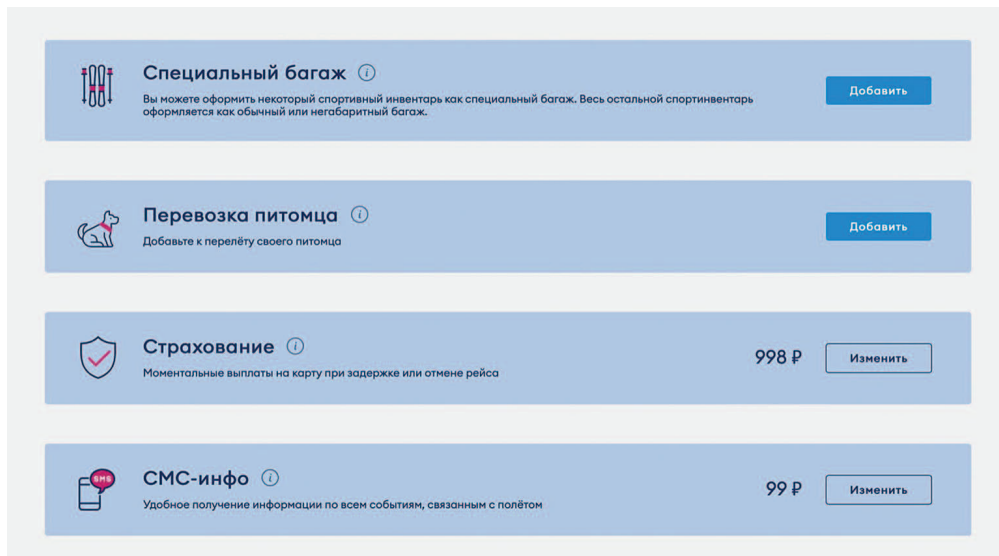 Специальный багаж i
Вы можете оформить некоторый спортивный инвентарь как специальный багаж. Весь остальной спортинвентарь
оформляется как обычный или негабаритный багаж.
Добавить
Перевозка питомца i
Добавьте к перелёту своего питомца
Добавить
Страхование i
Моментальные выплаты на карту при задержке или отмене рейса
998 ₽
Изменить
SMS
СМС-инфо i
Удобное получение информации по всем событиям, связанным с полётом
99 ₽
Изменить